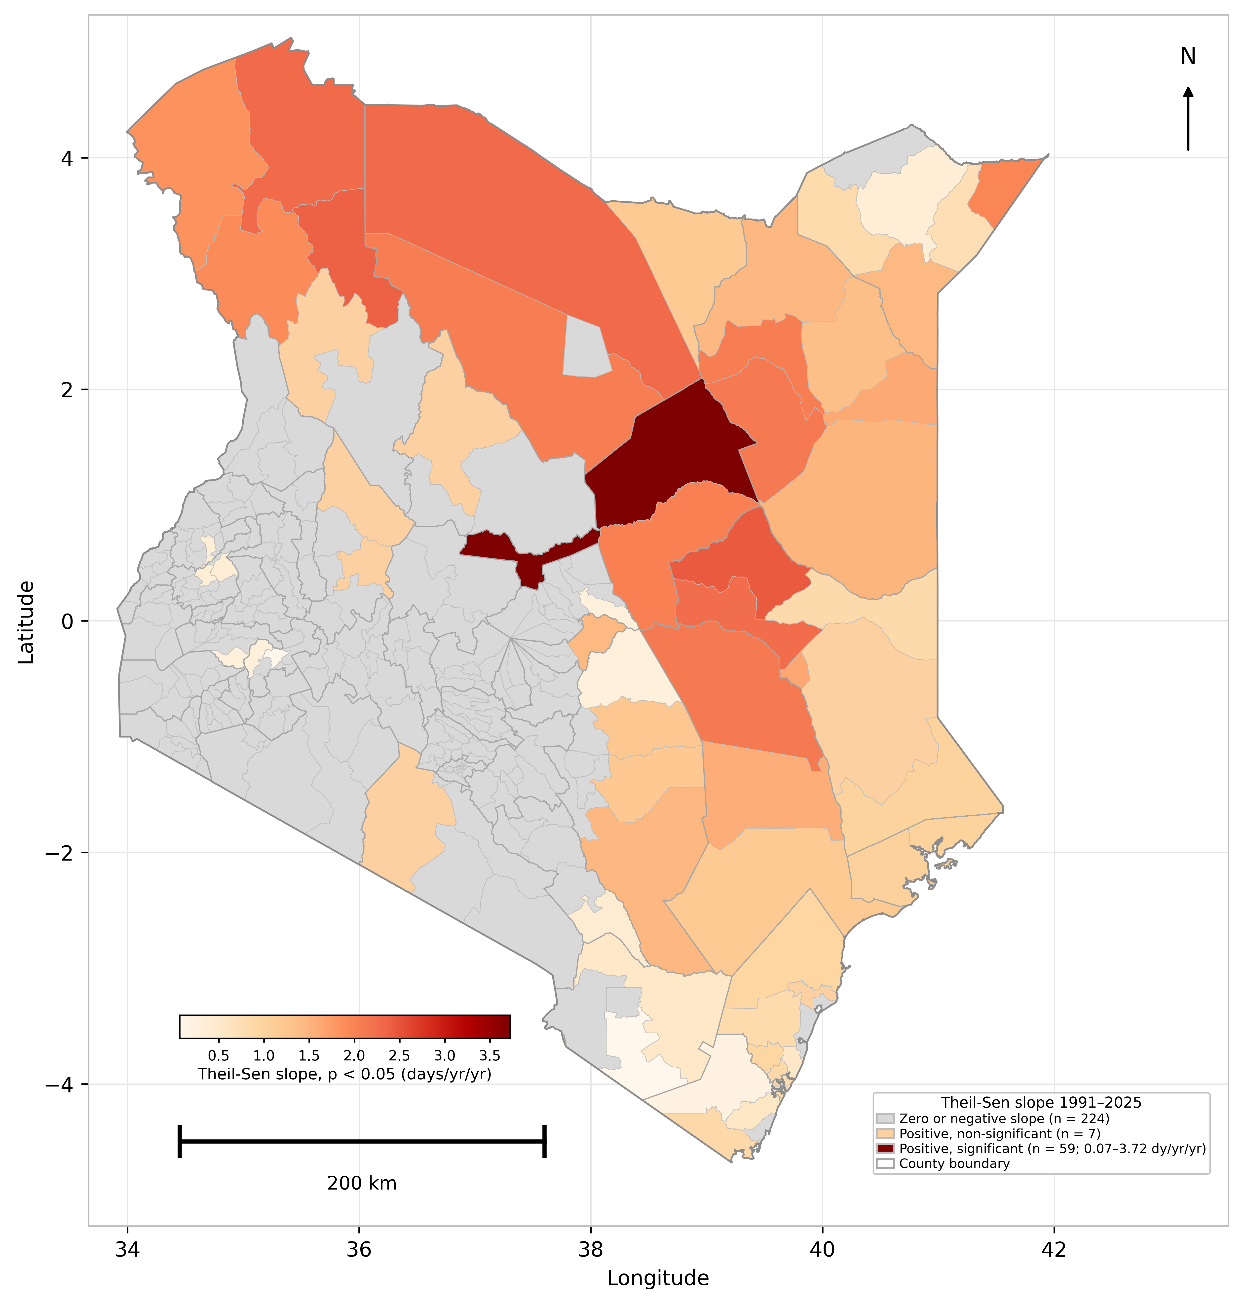 N
4
2
0
−2
−4
Latitude
0.5 1.0 1.5 2.0 2.5 3.0 3.5
Theil-Sen slope, p < 0.05 (days/yr/yr)
200 km
Theil-Sen slope 1991–2025
Zero or negative slope (n = 224)
Positive, non-significant (n = 7)
Positive, significant (n = 59; 0.07–3.72 dy/yr/yr)
County boundary
34 36 38 40 42
Longitude